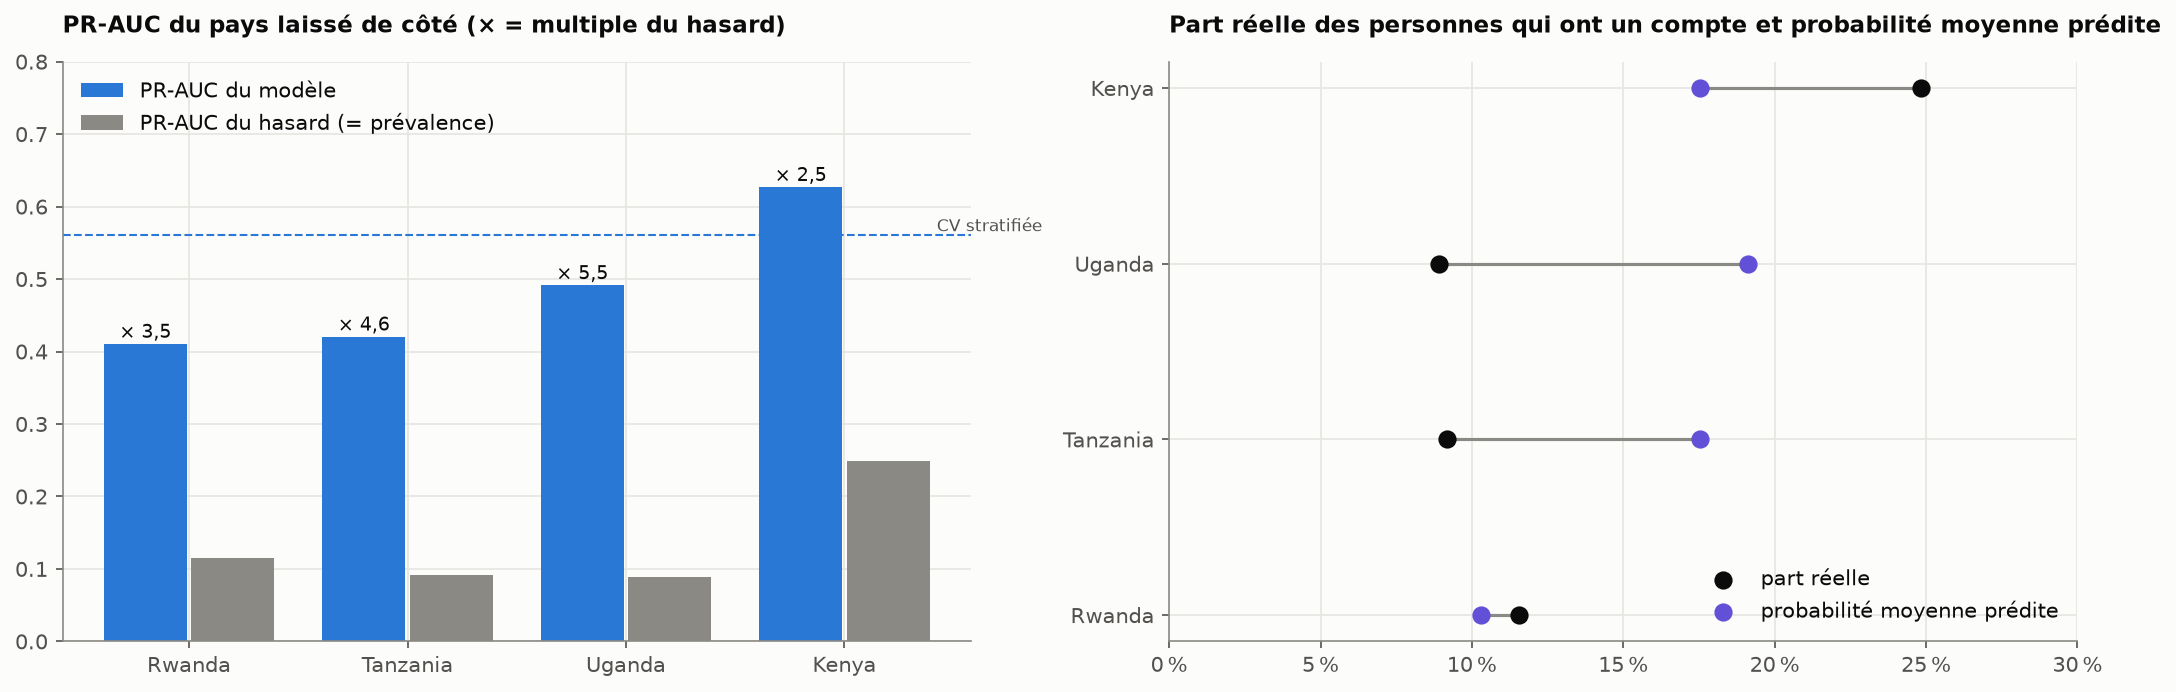 PR-AUC du pays laissé de côté (× = multiple du hasard)
0.8
0.7
0.6
0.5
0.4
0.3
0.2
0.1
0.0
PR-AUC du modèle
PR-AUC du hasard (= prévalence)
× 3,5
× 4,6
× 5,5
× 2,5
CV stratifiée
Rwanda
Tanzania
Uganda
Kenya
Part réelle des personnes qui ont un compte et probabilité moyenne prédite
Kenya
Uganda
Tanzania
Rwanda
part réelle
probabilité moyenne prédite
0 %
5 %
10 %
15 %
20 %
25 %
30 %